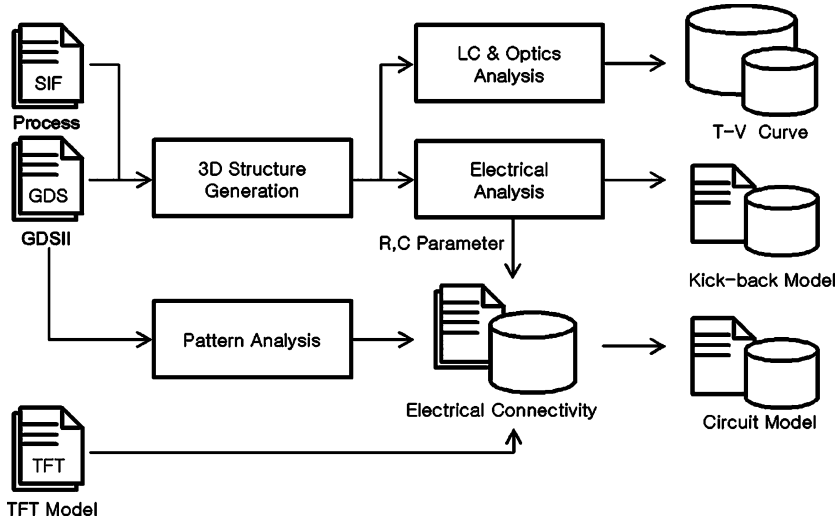 SIF
Process
GDS
GDSII
3D Structure
Generation
LC & Optics
Analysis
T-V Curve
Electrical
Analysis
R,C Parameter
Kick-back Model
Pattern Analysis
Electrical Connectivity
Circuit Model
TFT
TFT Model